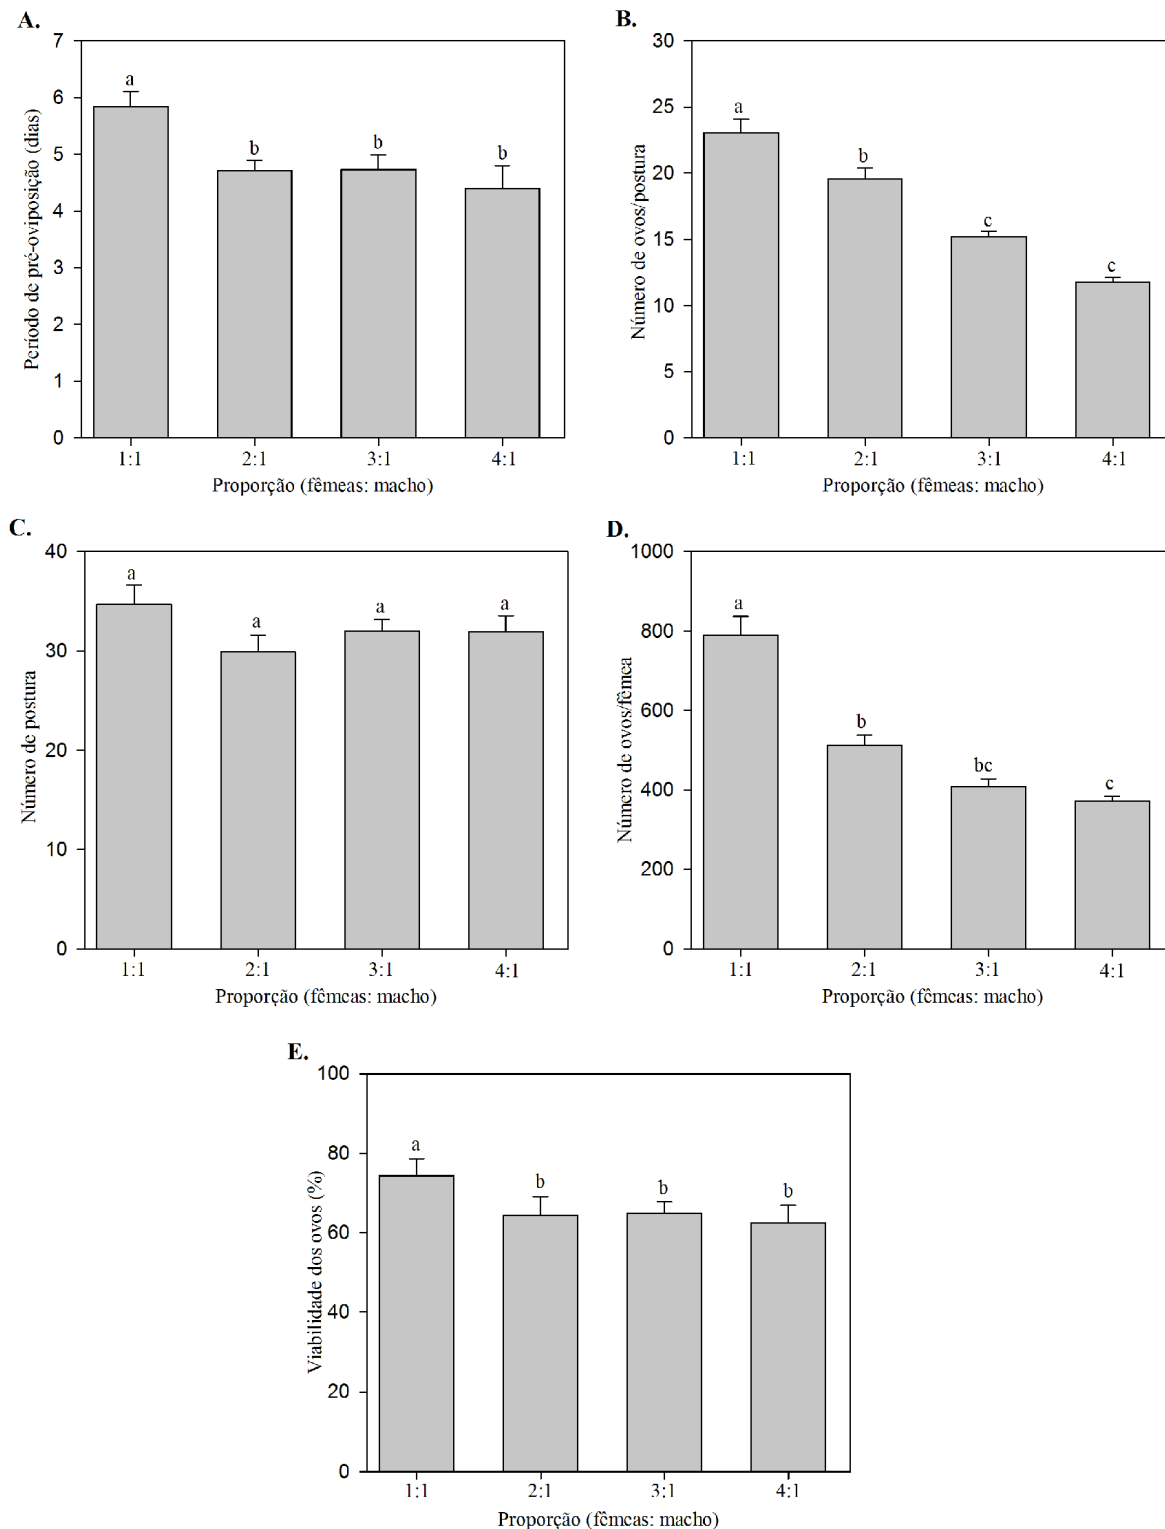 A.
Período de pré-oviposição (dias)
7
6
5
4
3
2
1
0
a
b
b
b
1:1 2:1 3:1 4:1
Proporção (fêmeas: macho)
B.
Número de ovos/postura
30
25
20
15
10
5
0
a
b
c
c
1:1 2:1 3:1 4:1
Proporção (fêmeas: macho)
C.
Número de postura
40
30
20
10
0
a
a
a
a
1:1 2:1 3:1 4:1
Proporção (fêmeas: macho)
D.
Número de ovos/fêmea
1000
800
600
400
200
0
a
b
bc
c
1:1 2:1 3:1 4:1
Proporção (fêmeas: macho)
E.
Viabilidade dos ovos (%)
100
80
60
40
20
0
a
b
b
b
1:1 2:1 3:1 4:1
Proporção (fêmeas: macho)